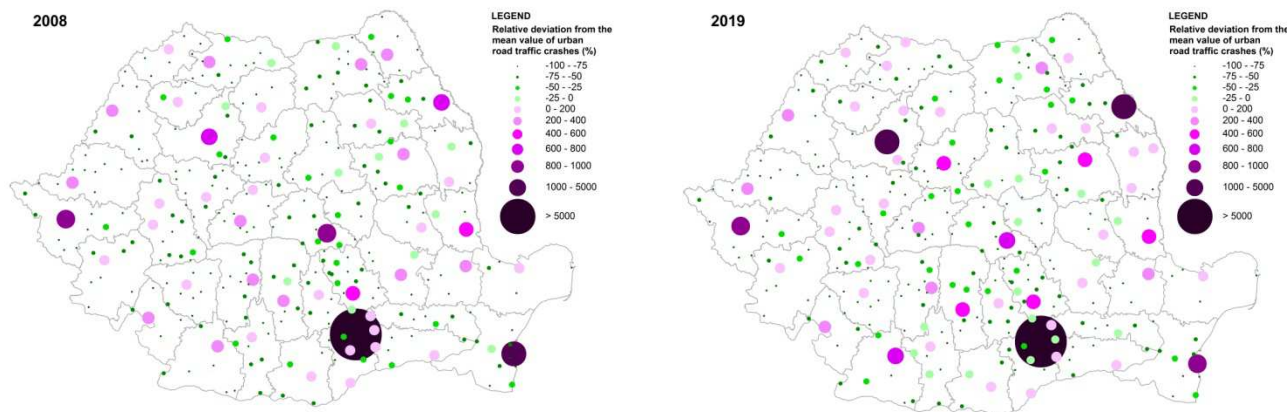 2008
LEGEND
Relative deviation from the
mean value of urban
road traffic crashes (%)
-100 - -75
-75 - -50
-50 - -25
-25 - 0
0 - 200
200 - 400
400 - 600
600 - 800
800 - 1000
1000 - 5000
> 5000
2019
LEGEND
Relative deviation from the
mean value of urban
road traffic crashes (%)
-100 - -75
-75 - -50
-50 - -25
-25 - 0
0 - 200
200 - 400
400 - 600
600 - 800
800 - 1000
1000 - 5000
> 5000